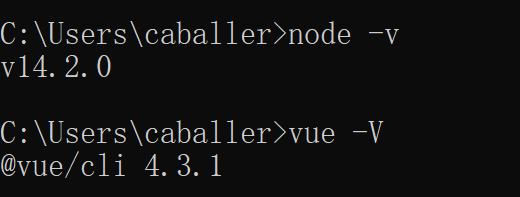 C:\Users\caballer>node -v
v14.2.0
C:\Users\caballer>vue -V
@vue/cli 4.3.1